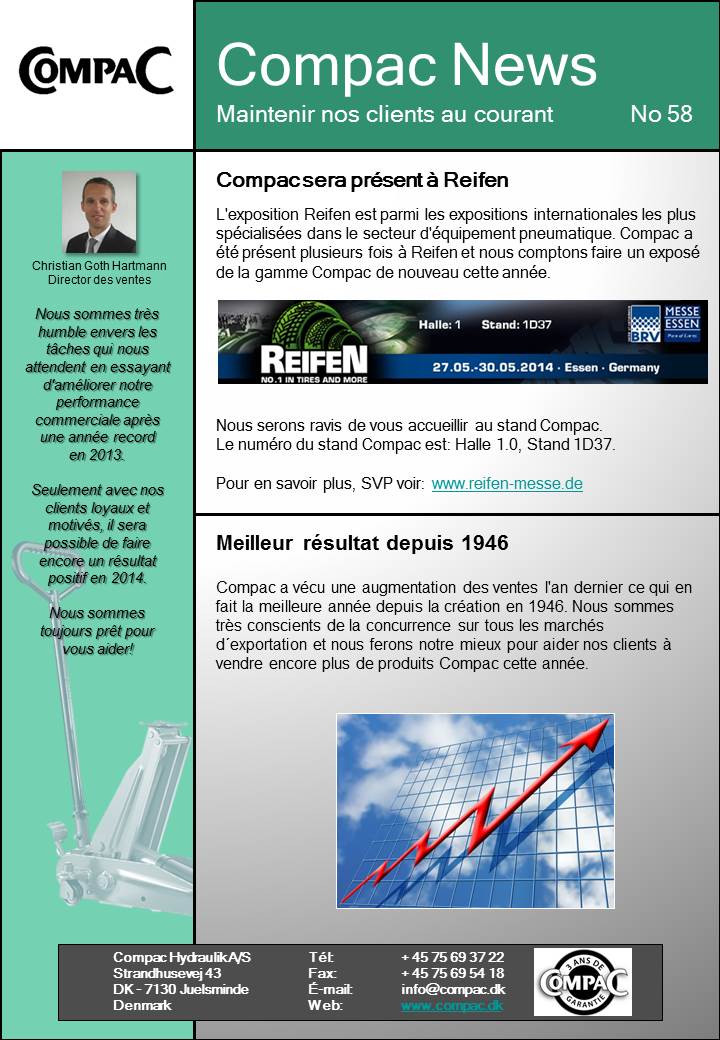 COMPAC
Compac News
Maintenir nos clients au courant No 58
Christian Goth Hartmann
Director des ventes
Nous sommes très
humble envers les
tâches qui nous
attendent en essayant
d'améliorer notre
performance
commerciale après
une année record
en 2013.
Seulement avec nos
clients loyaux et
motivés, il sera
possible de faire
encore un résultat
positif en 2014.
Nous sommes
toujours prêt pour
vous aider!
Compac sera présent à Reifen
L'exposition Reifen est parmi les expositions internationales les plus
spécialisées dans le secteur d'équipement pneumatique. Compac a
été présent plusieurs fois à Reifen et nous comptons faire un exposé
de la gamme Compac de nouveau cette année.
REIFEN
NO.1 IN TIRES AND MORE
Halle: 1 Stand: 1D37
BRV
MESSE
ESSEN
Place of Events
27.05.-30.05.2014 · Essen · Germany
Nous serons ravis de vous accueillir au stand Compac.
Le numéro du stand Compac est: Halle 1.0, Stand 1D37.
Pour en savoir plus, SVP voir: www.reifen-messe.de
Meilleur résultat depuis 1946
Compac a vécu une augmentation des ventes l'an dernier ce qui en
fait la meilleure année depuis la création en 1946. Nous sommes
très conscients de la concurrence sur tous les marchés
d´exportation et nous ferons notre mieux pour aider nos clients à
vendre encore plus de produits Compac cette année.
Compac Hydraulik A/S Tél: + 45 75 69 37 22
Strandhusevej 43 Fax: + 45 75 69 54 18
DK - 7130 Juelsminde É-mail: info@compac.dk
Denmark Web: www.compac.dk
3 ANS DE
COMPAC
GARANTIE